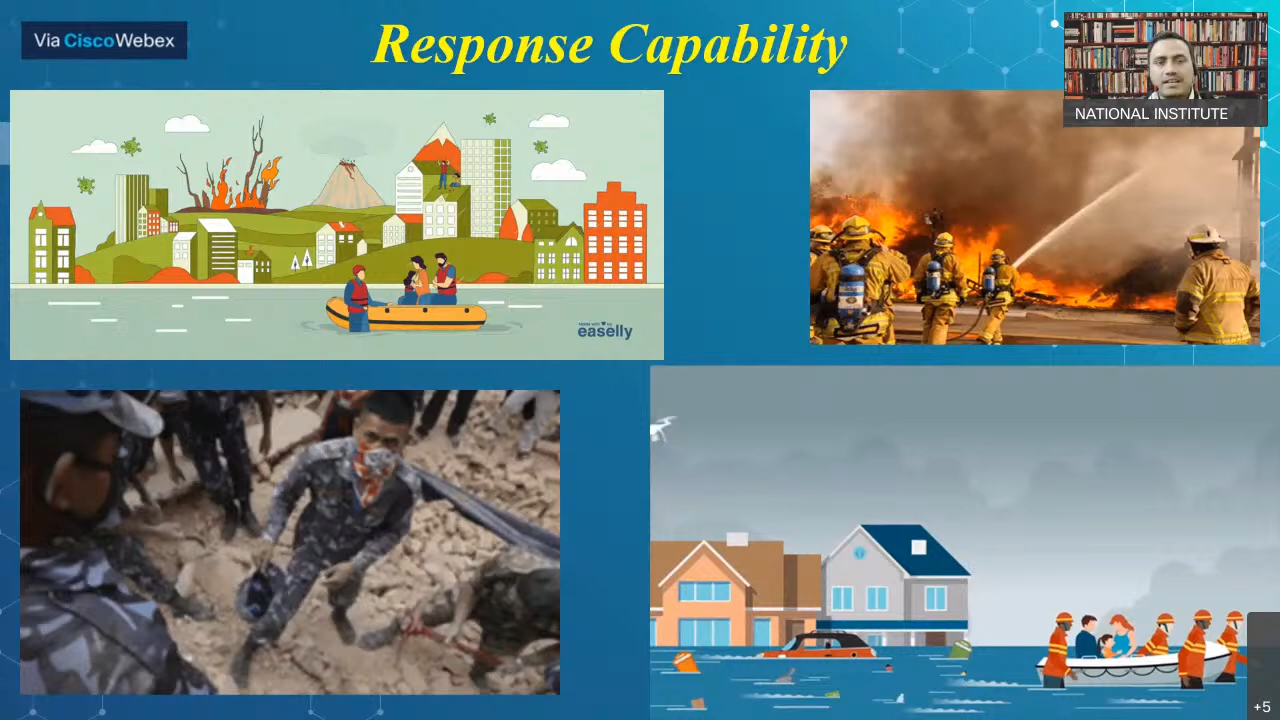 Via CiscoWebex
Response Capability
NATIONAL INSTITUTE
easelly
+5